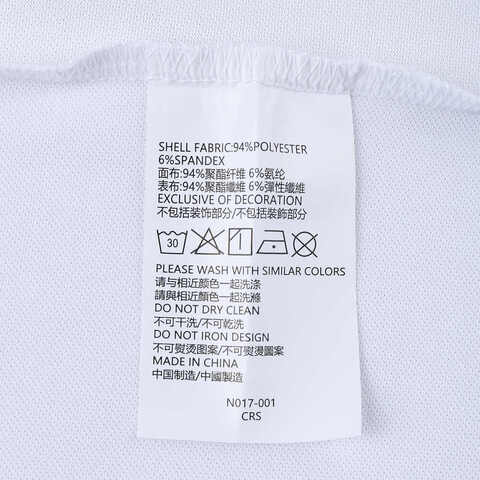 SHELL FABRIC:94%POLYESTER
6%SPANDEX
面布:94%聚酯纤维 6%氨纶
表布:94%聚酯纖維 6%彈性纖維
EXCLUSIVE OF DECORATION
不包括装饰部分/不包括裝飾部分
30
PLEASE WASH WITH SIMILAR COLORS
请与相近颜色一起洗涤
請與相近顏色一起洗滌
DO NOT DRY CLEAN
不可干洗/不可乾洗
DO NOT IRON DESIGN
不可熨烫图案/不可熨燙圖案
MADE IN CHINA
中国制造/中國製造
N017-001
CRS